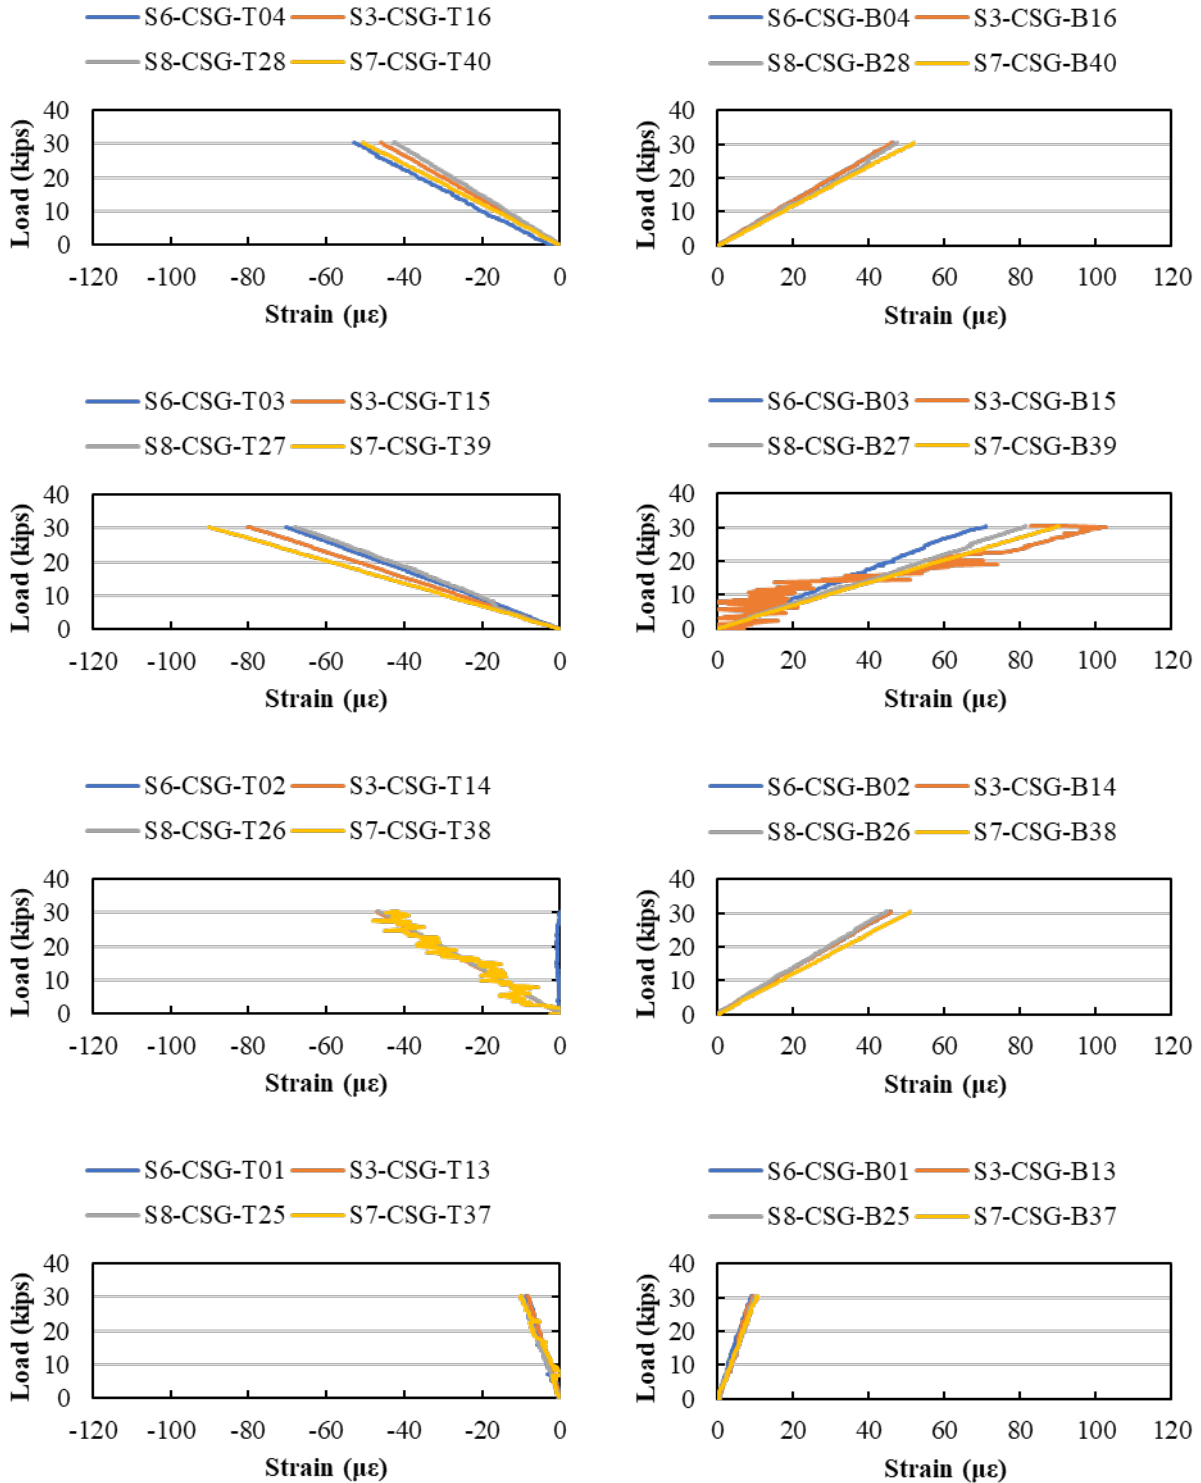 S6-CSG-T04 S3-CSG-T16
S8-CSG-T28 S7-CSG-T40
Load (kips)
40
30
20
10
0
-120 -100 -80 -60 -40 -20 0
Strain (με)
S6-CSG-B04 S3-CSG-B16
S8-CSG-B28 S7-CSG-B40
Load (kips)
40
30
20
10
0
0 20 40 60 80 100 120
Strain (με)
S6-CSG-T03 S3-CSG-T15
S8-CSG-T27 S7-CSG-T39
Load (kips)
40
30
20
10
0
-120 -100 -80 -60 -40 -20 0
Strain (με)
S6-CSG-B03 S3-CSG-B15
S8-CSG-B27 S7-CSG-B39
Load (kips)
40
30
20
10
0
0 20 40 60 80 100 120
Strain (με)
S6-CSG-T02 S3-CSG-T14
S8-CSG-T26 S7-CSG-T38
Load (kips)
40
30
20
10
0
-120 -100 -80 -60 -40 -20 0
Strain (με)
S6-CSG-B02 S3-CSG-B14
S8-CSG-B26 S7-CSG-B38
Load (kips)
40
30
20
10
0
0 20 40 60 80 100 120
Strain (με)
S6-CSG-T01 S3-CSG-T13
S8-CSG-T25 S7-CSG-T37
Load (kips)
40
30
20
10
0
-120 -100 -80 -60 -40 -20 0
Strain (με)
S6-CSG-B01 S3-CSG-B13
S8-CSG-B25 S7-CSG-B37
Load (kips)
40
30
20
10
0
0 20 40 60 80 100 120
Strain (με)